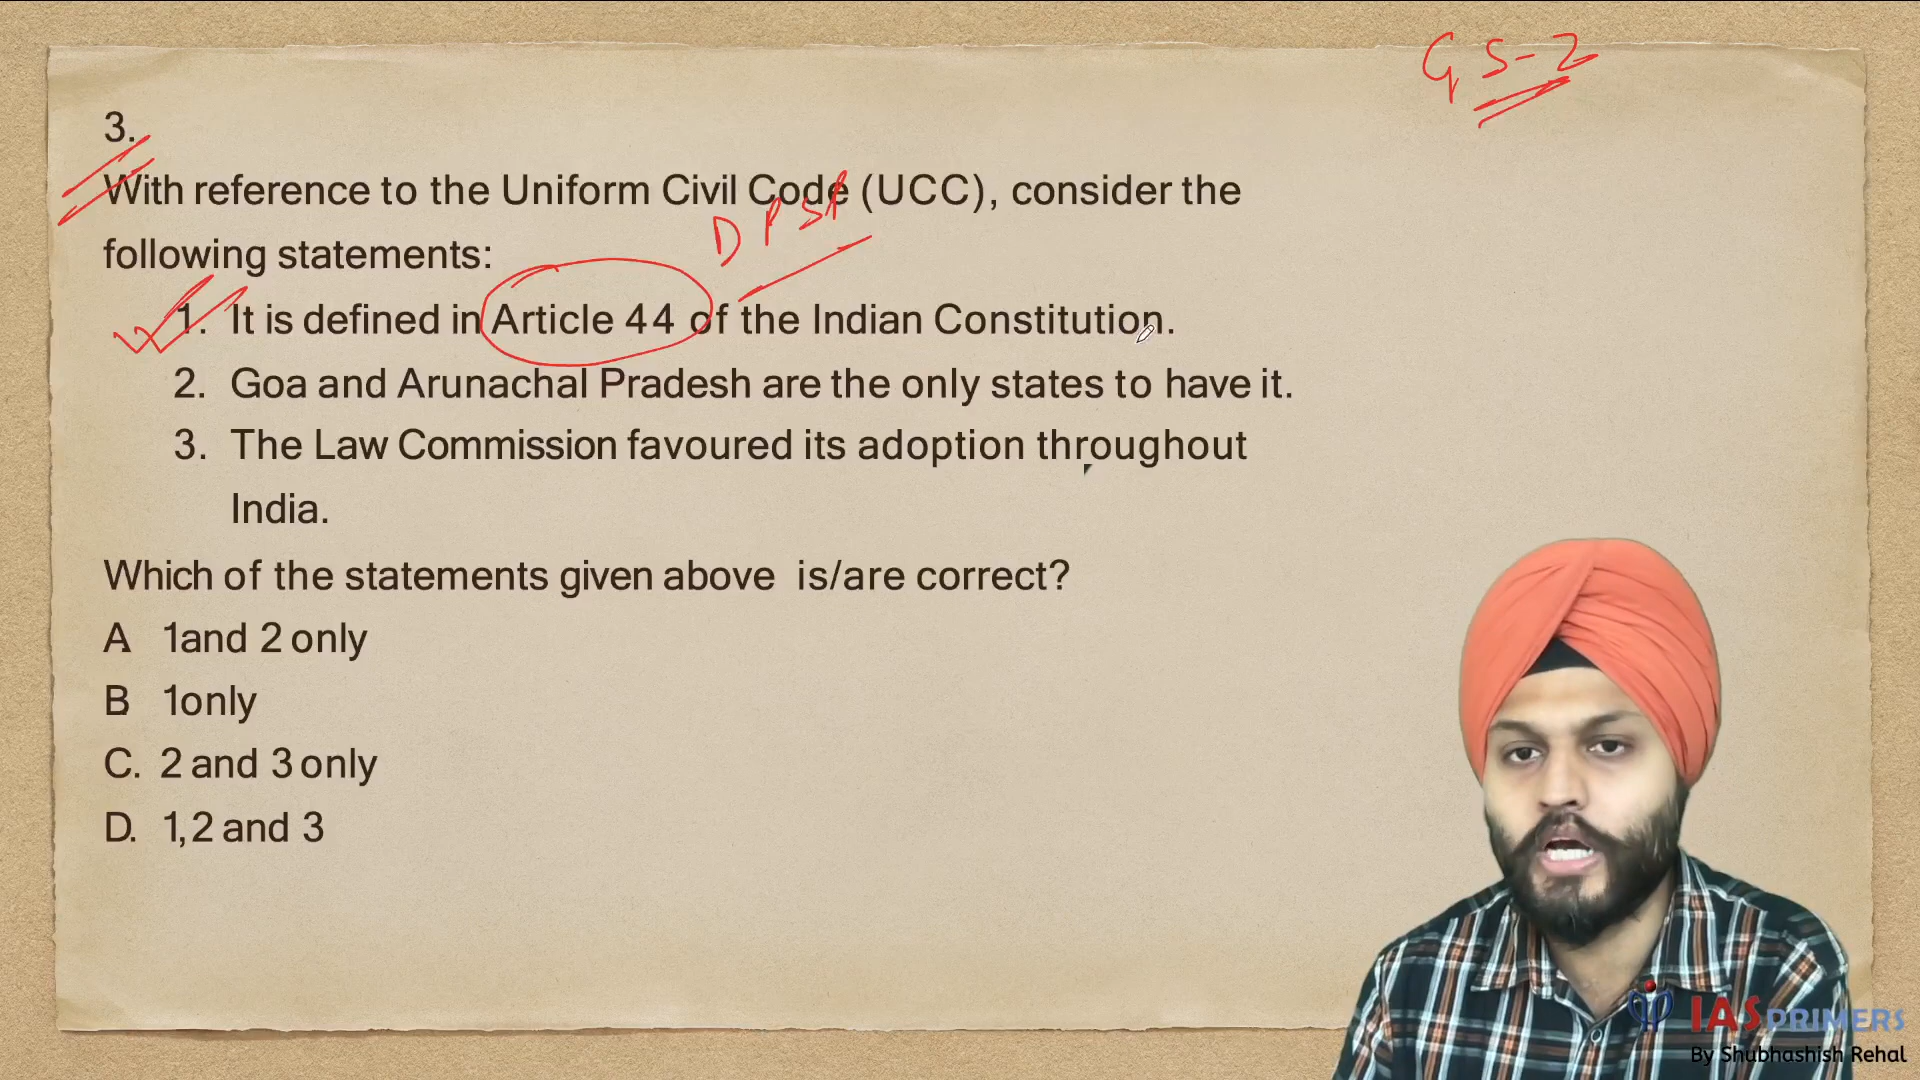 GS-2
3.
With reference to the Uniform Civil Code (UCC), consider the
following statements:
DPSP
1. It is defined in Article 44 of the Indian Constitution.
2. Goa and Arunachal Pradesh are the only states to have it.
3. The Law Commission favoured its adoption throughout
India.
Which of the statements given above is/are correct?
A 1and 2 only
B 1only
C. 2 and 3 only
D. 1,2 and 3
IAS PRIMERS
By Shubhashish Rehal